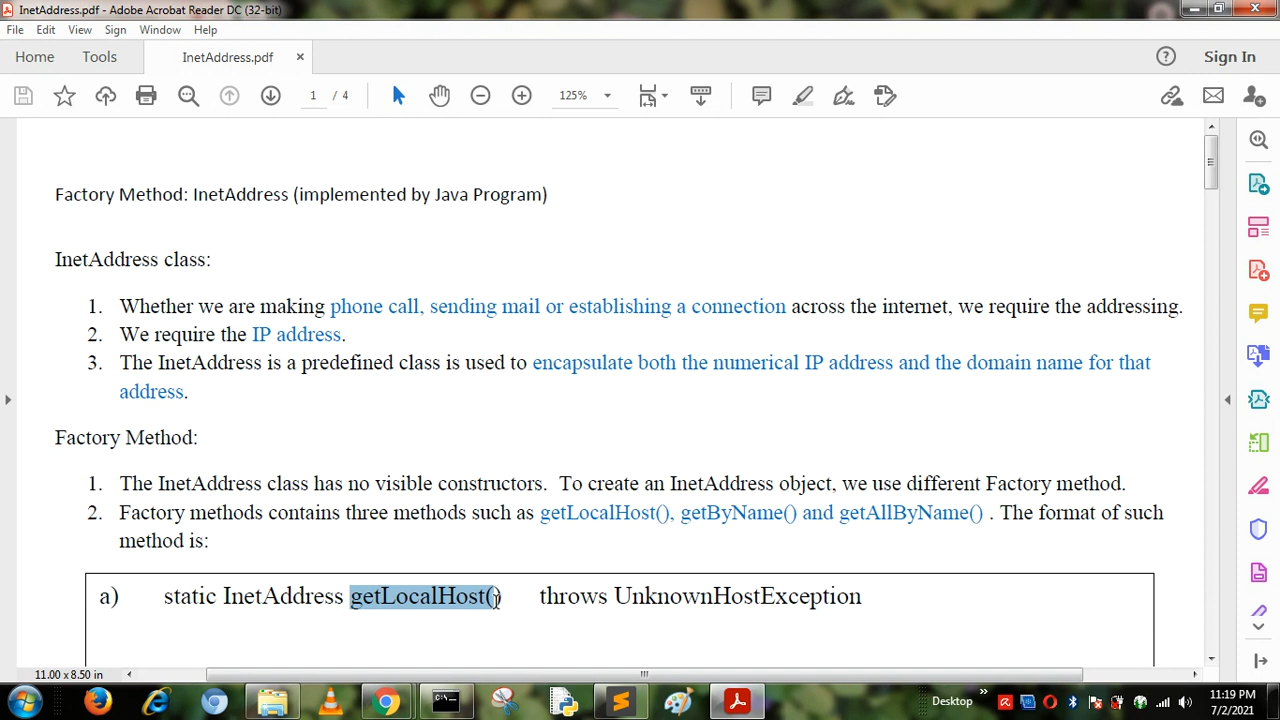 InetAddress.pdf - Adobe Acrobat Reader DC (32-bit)
File Edit View Sign Window Help
Home Tools InetAddress.pdf × Sign In
1 / 4 125%
Factory Method: InetAddress (implemented by Java Program)
InetAddress class:
1. Whether we are making phone call, sending mail or establishing a connection across the internet, we require the addressing.
2. We require the IP address.
3. The InetAddress is a predefined class is used to encapsulate both the numerical IP address and the domain name for that
address.
Factory Method:
1. The InetAddress class has no visible constructors. To create an InetAddress object, we use different Factory method.
2. Factory methods contains three methods such as getLocalHost(), getByName() and getAllByName() . The format of such
method is:
a) static InetAddress getLocalHost() throws UnknownHostException
11.00 x 8.50 in
Desktop » 11:19 PM
7/2/2021